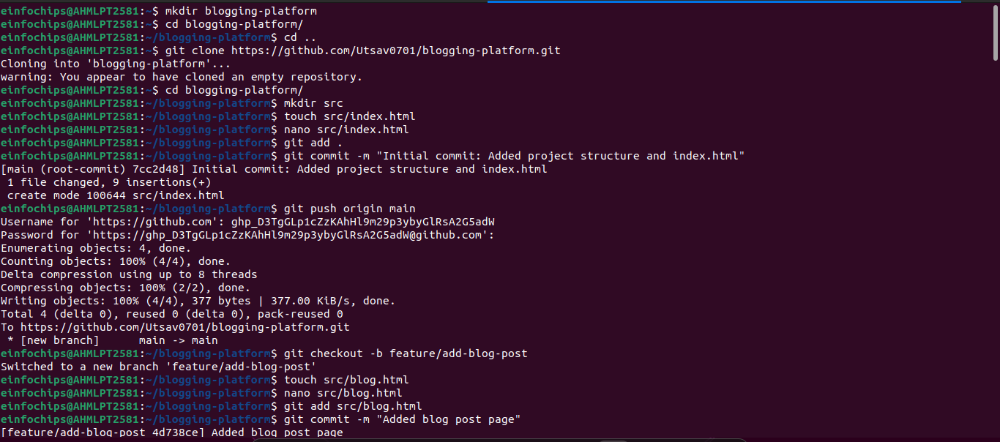 einfochips@AHMLPT2581:~$ mkdir blogging-platform
einfochips@AHMLPT2581:~$ cd blogging-platform/
einfochips@AHMLPT2581:~/blogging-platform$ cd ..
einfochips@AHMLPT2581:~$ git clone https://github.com/Utsav0701/blogging-platform.git
Cloning into 'blogging-platform'...
warning: You appear to have cloned an empty repository.
einfochips@AHMLPT2581:~$ cd blogging-platform/
einfochips@AHMLPT2581:~/blogging-platform$ mkdir src
einfochips@AHMLPT2581:~/blogging-platform$ touch src/index.html
einfochips@AHMLPT2581:~/blogging-platform$ nano src/index.html
einfochips@AHMLPT2581:~/blogging-platform$ git add .
einfochips@AHMLPT2581:~/blogging-platform$ git commit -m "Initial commit: Added project structure and index.html"
[main (root-commit) 7cc2d48] Initial commit: Added project structure and index.html
 1 file changed, 9 insertions(+)
 create mode 100644 src/index.html
einfochips@AHMLPT2581:~/blogging-platform$ git push origin main
Username for 'https://github.com': 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
Password for 'https://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@github.com':
Enumerating objects: 4, done.
Counting objects: 100% (4/4), done.
Delta compression using up to 8 threads
Compressing objects: 100% (2/2), done.
Writing objects: 100% (4/4), 377 bytes | 377.00 KiB/s, done.
Total 4 (delta 0), reused 0 (delta 0), pack-reused 0
To https://github.com/Utsav0701/blogging-platform.git
 * [new branch]      main -> main
einfochips@AHMLPT2581:~/blogging-platform$ git checkout -b feature/add-blog-post
Switched to a new branch 'feature/add-blog-post'
einfochips@AHMLPT2581:~/blogging-platform$ touch src/blog.html
einfochips@AHMLPT2581:~/blogging-platform$ nano src/blog.html
einfochips@AHMLPT2581:~/blogging-platform$ git add src/blog.html
einfochips@AHMLPT2581:~/blogging-platform$ git commit -m "Added blog post page"
[feature/add-blog-post 4d738ce] Added blog post page